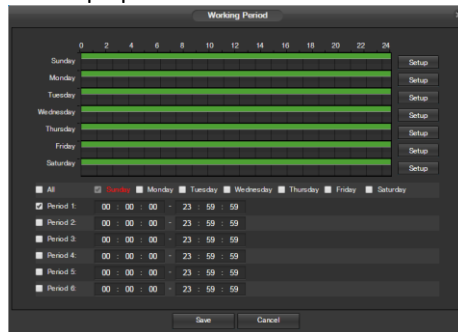 Working Period
0 2 4 6 8 10 12 14 16 18 20 22 24
Sunday Setup
Monday Setup
Tuesday Setup
Wednesday Setup
Thursday Setup
Friday Setup
Saturday Setup
All Sunday Monday Tuesday Wednesday Thursday Friday Saturday
Period 1: 00 : 00 : 00 - 23 : 59 : 59
Period 2: 00 : 00 : 00 - 23 : 59 : 59
Period 3: 00 : 00 : 00 - 23 : 59 : 59
Period 4: 00 : 00 : 00 - 23 : 59 : 59
Period 5: 00 : 00 : 00 - 23 : 59 : 59
Period 6: 00 : 00 : 00 - 23 : 59 : 59
Save Cancel